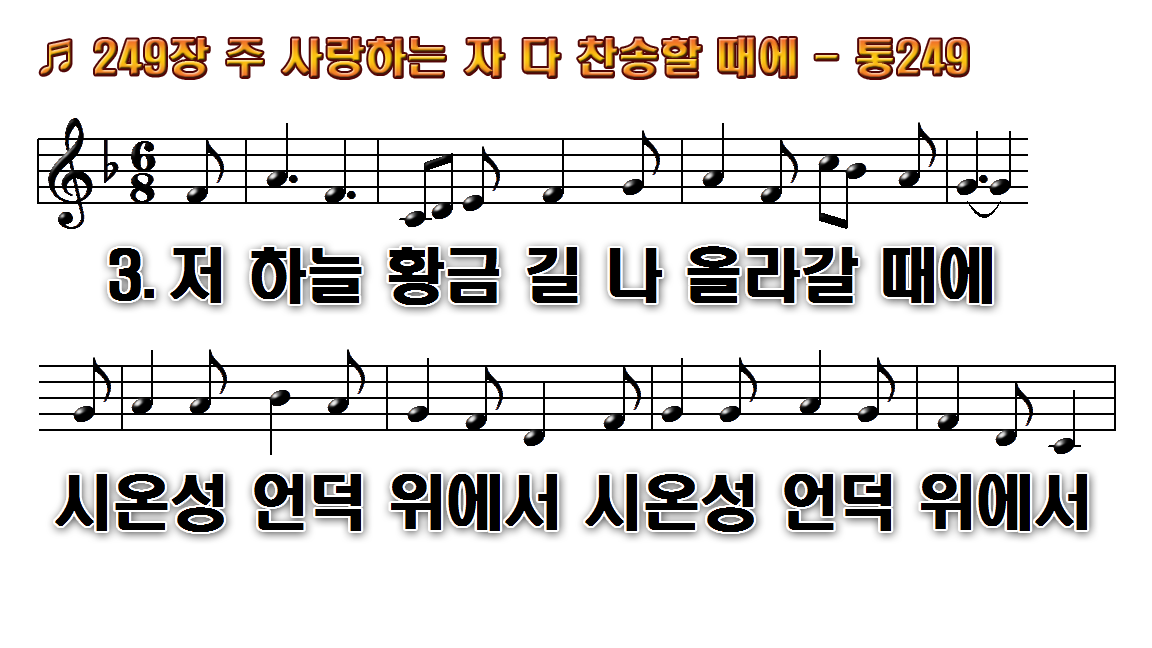 ♬ 249장 주 사랑하는 자 다 찬송할 때에 - 통249
6
8
3. 저 하늘 황금 길 나 올라갈 때에
시온성 언덕 위에서 시온성 언덕 위에서